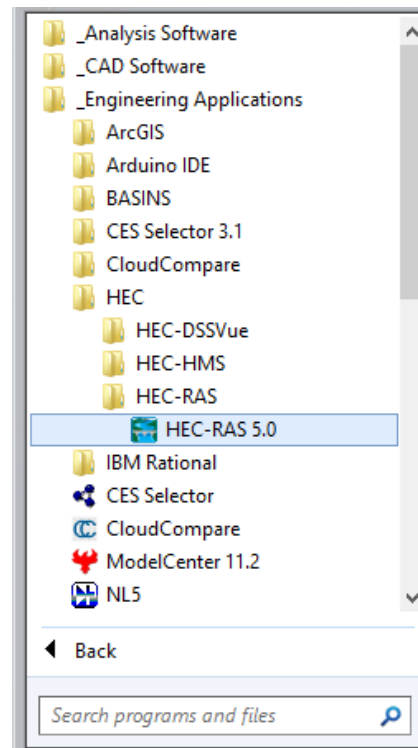 _Analysis Software
_CAD Software
_Engineering Applications
ArcGIS
Arduino IDE
BASINS
CES Selector 3.1
CloudCompare
HEC
HEC-DSSVue
HEC-HMS
HEC-RAS
HEC-RAS 5.0
IBM Rational
CES Selector
CloudCompare
ModelCenter 11.2
NL5
Back
Search programs and files